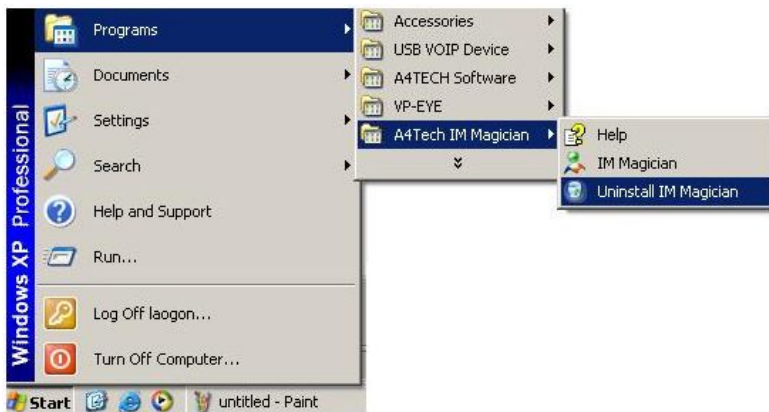 Windows XP Professional
Programs
Documents
Settings
Search
Help and Support
Run...
Log Off laogon...
Turn Off Computer...
Accessories
USB VOIP Device
A4TECH Software
VP-EYE
A4Tech IM Magician
Help
IM Magician
Uninstall IM Magician
Start
untitled - Paint